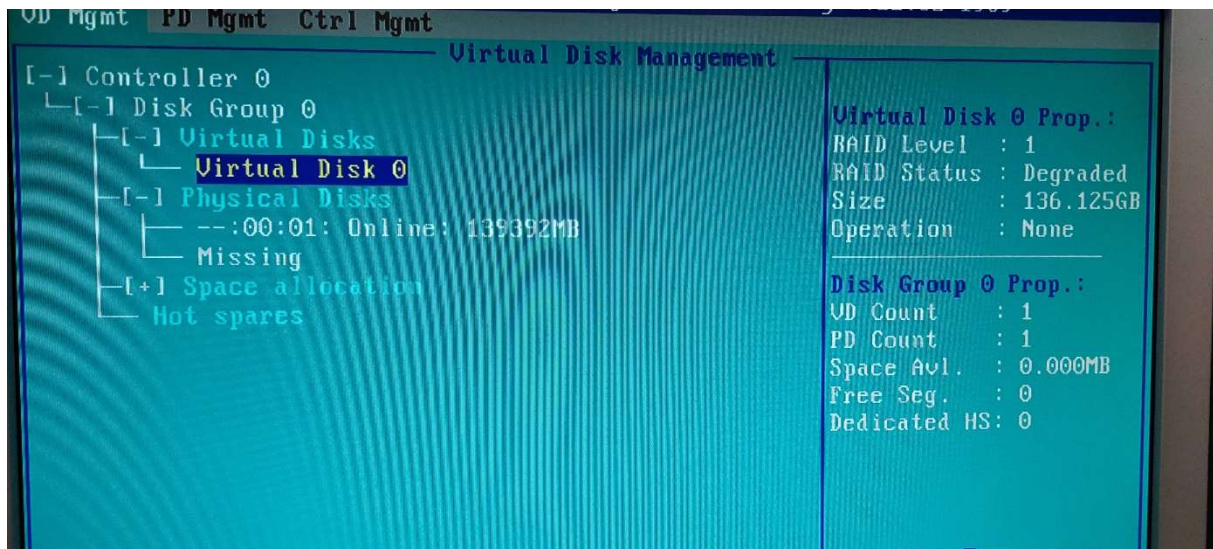 VD Mgmt PD Mgmt Ctrl Mgmt
Virtual Disk Management
[-] Controller 0
[-] Disk Group 0
[-] Virtual Disks
Virtual Disk 0
[-] Physical Disks
--:00:01: Online: 139392MB
Missing
[+] Space allocation
Hot spares
Virtual Disk 0 Prop.:
RAID Level : 1
RAID Status : Degraded
Size : 136.125GB
Operation : None
Disk Group 0 Prop.:
VD Count : 1
PD Count : 1
Space Avl. : 0.000MB
Free Seg. : 0
Dedicated HS: 0